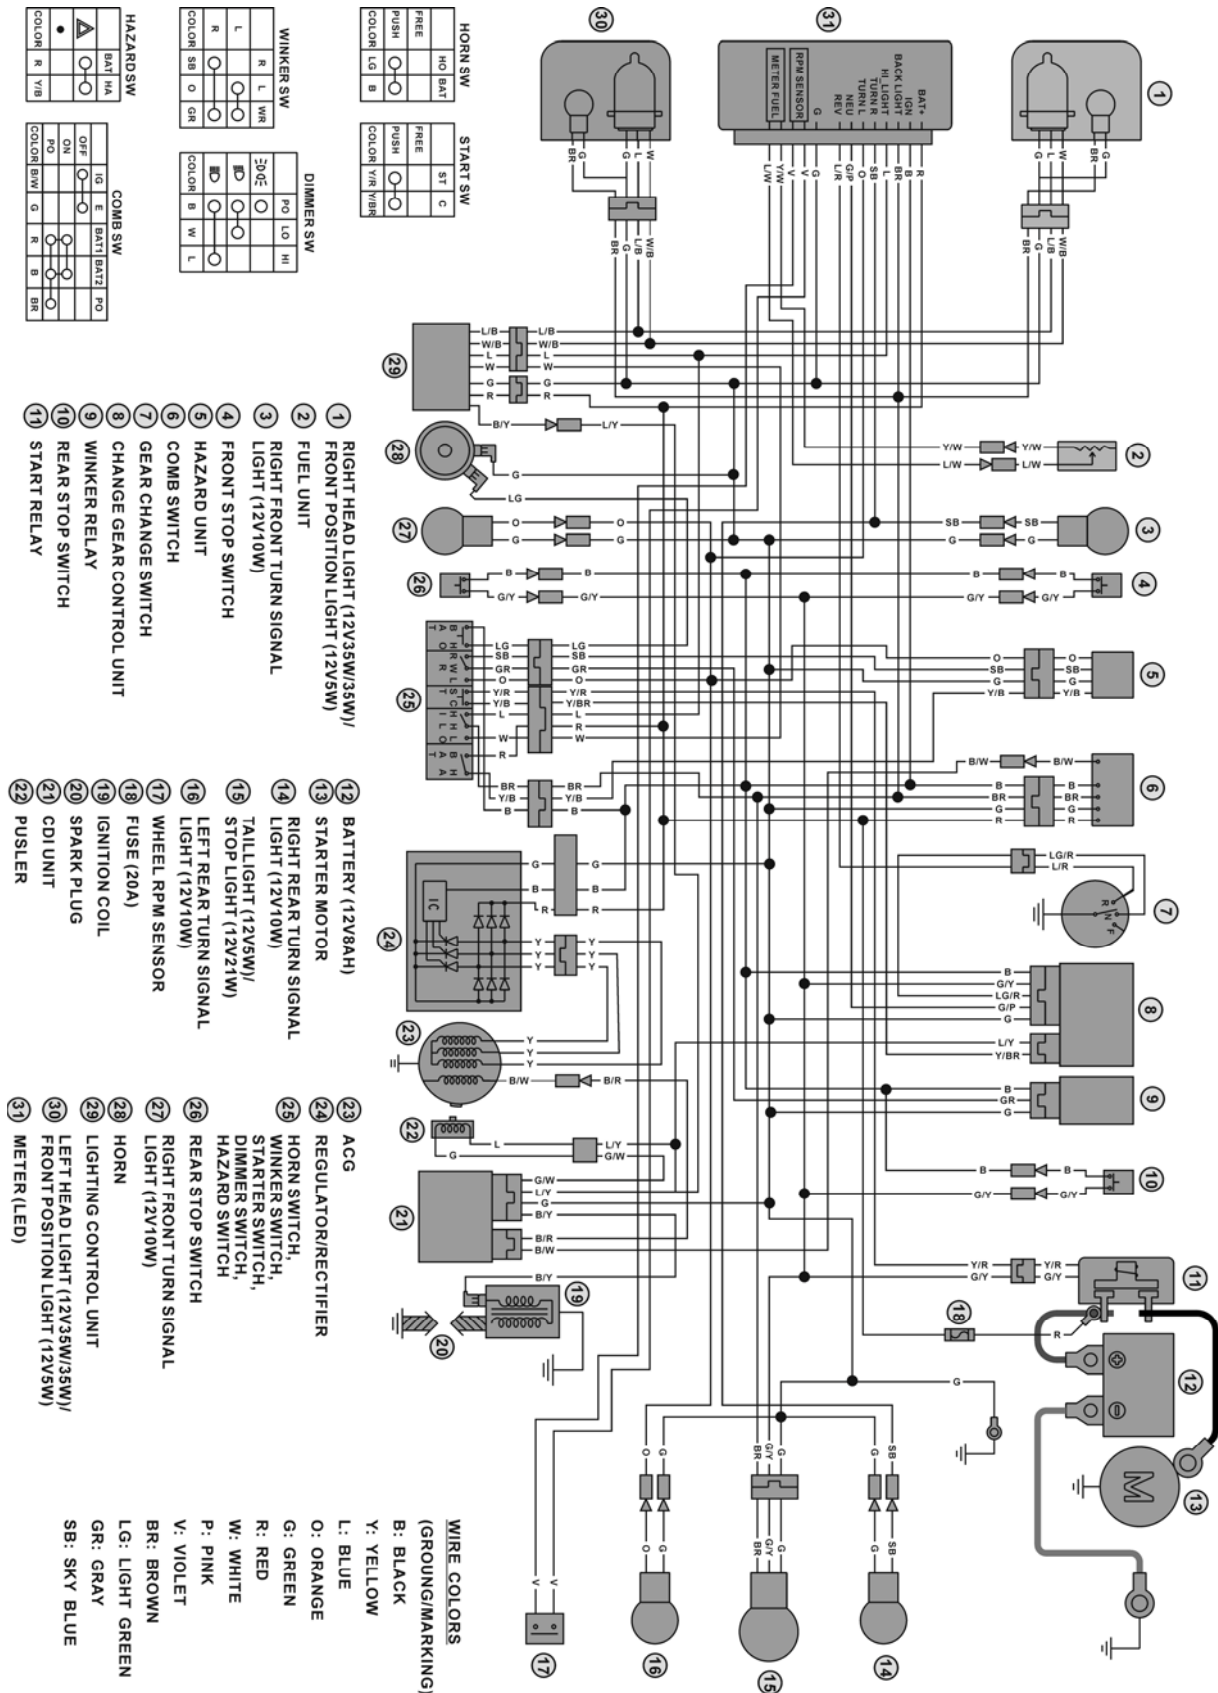 HAZARD SW
BAT HA
COLOR R Y/B
WINKER SW
R L WR
L
R
COLOR SB O GR
HORN SW
HO BAT
FREE
PUSH
COLOR LG B
START SW
ST C
FREE
PUSH
COLOR Y/R Y/BR
DIMMER SW
PO LO HI
COLOR B W L
COMB SW
IG E BAT1 BAT2 PO
OFF
ON
PO
COLOR B/W G R B BR
METER FUEL
RPM SENSOR
G
REV
NEU
TURN L
TURN R
HI_LIGHT
BACK LIGHT
IGN
BAT+
L/W Y/W V V G L/R G/P O SB L BR B R
1 RIGHT HEAD LIGHT (12V35W/35W)/
FRONT POSITION LIGHT (12V5W)
2 FUEL UNIT
3 RIGHT FRONT TURN SIGNAL
LIGHT (12V10W)
4 FRONT STOP SWITCH
5 HAZARD UNIT
6 COMB SWITCH
7 GEAR CHANGE SWITCH
8 CHANGE GEAR CONTROL UNIT
9 WINKER RELAY
10 REAR STOP SWITCH
11 START RELAY
12 BATTERY (12V8AH)
13 STARTER MOTOR
14 RIGHT REAR TURN SIGNAL
LIGHT (12V10W)
15 TAILLIGHT (12V5W)/
STOP LIGHT (12V21W)
16 LEFT REAR TURN SIGNAL
LIGHT (12V10W)
17 WHEEL RPM SENSOR
18 FUSE (20A)
19 IGNITION COIL
20 SPARK PLUG
21 CDI UNIT
22 PUSLER
23 ACG
24 REGULATOR/RECTIFIER
25 HORN SWITCH,
WINKER SWITCH,
STARTER SWITCH,
DIMMER SWITCH,
HAZARD SWITCH
26 REAR STOP SWITCH
27 RIGHT FRONT TURN SIGNAL
LIGHT (12V10W)
28 HORN
29 LIGHTING CONTROL UNIT
30 LEFT HEAD LIGHT (12V35W/35W)/
FRONT POSITION LIGHT (12V5W)
31 METER (LED)
WIRE COLORS
(GROUNG/MARKING)
B: BLACK
Y: YELLOW
L: BLUE
O: ORANGE
G: GREEN
R: RED
W: WHITE
P: PINK
V: VIOLET
BR: BROWN
LG: LIGHT GREEN
GR: GRAY
SB: SKY BLUE
IC
M